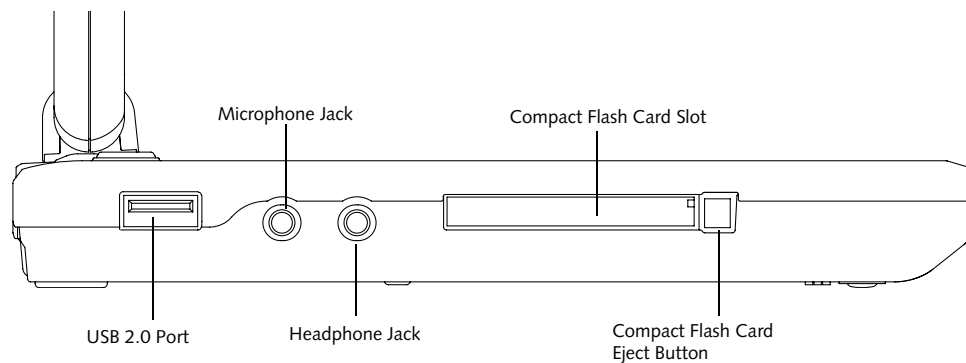 Microphone Jack
Compact Flash Card Slot
USB 2.0 Port
Headphone Jack
Compact Flash Card
Eject Button